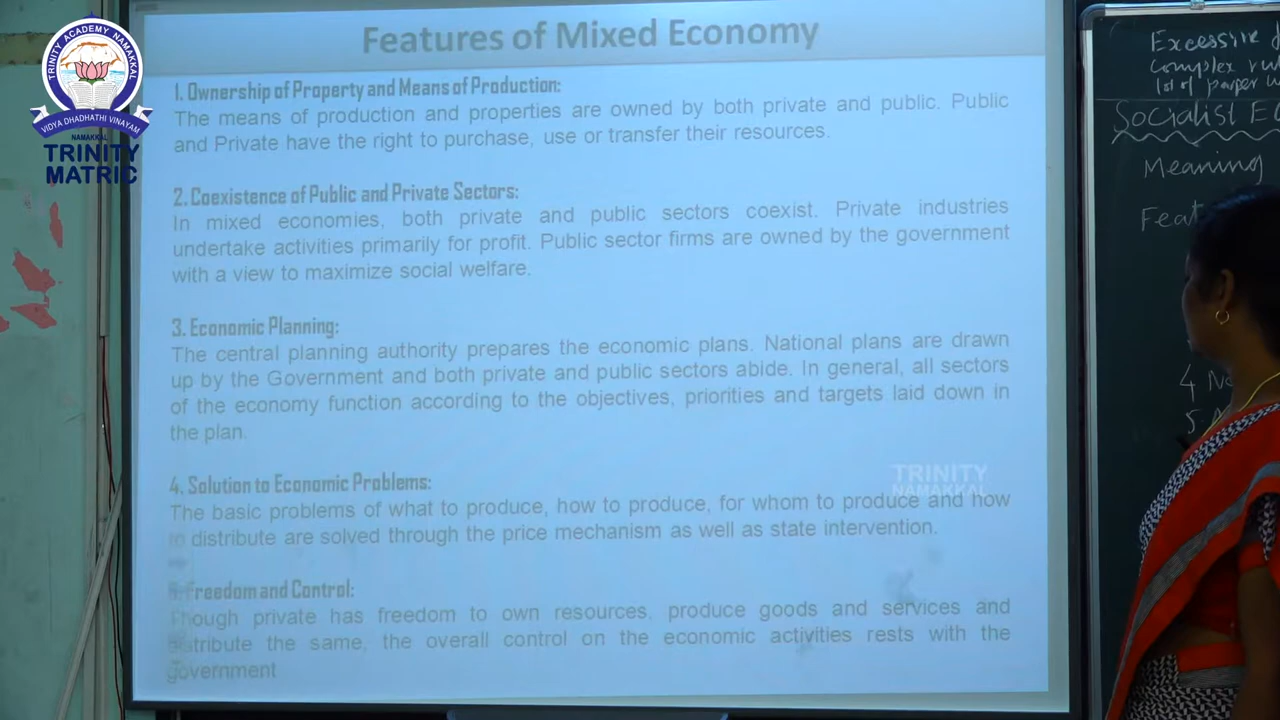 TRINITY ACADEMY NAMAKKAL
VIDYA DHADHATHI VINAYAM
NAMAKKAL
TRINITY
MATRIC
Features of Mixed Economy
1. Ownership of Property and Means of Production:
The means of production and properties are owned by both private and public. Public
and Private have the right to purchase, use or transfer their resources.
2. Coexistence of Public and Private Sectors:
In mixed economies, both private and public sectors coexist. Private industries
undertake activities primarily for profit. Public sector firms are owned by the government
with a view to maximize social welfare.
3. Economic Planning:
The central planning authority prepares the economic plans. National plans are drawn
up by the Government and both private and public sectors abide. In general, all sectors
of the economy function according to the objectives, priorities and targets laid down in
the plan.
4. Solution to Economic Problems:
The basic problems of what to produce, how to produce, for whom to produce and how
to distribute are solved through the price mechanism as well as state intervention.
5. Freedom and Control:
Though private has freedom to own resources, produce goods and services and
distribute the same, the overall control on the economic activities rests with the
government
TRINITY
NAMAKKAL
Excessive
complex
lot of paper
Socialist
Meaning
4
5